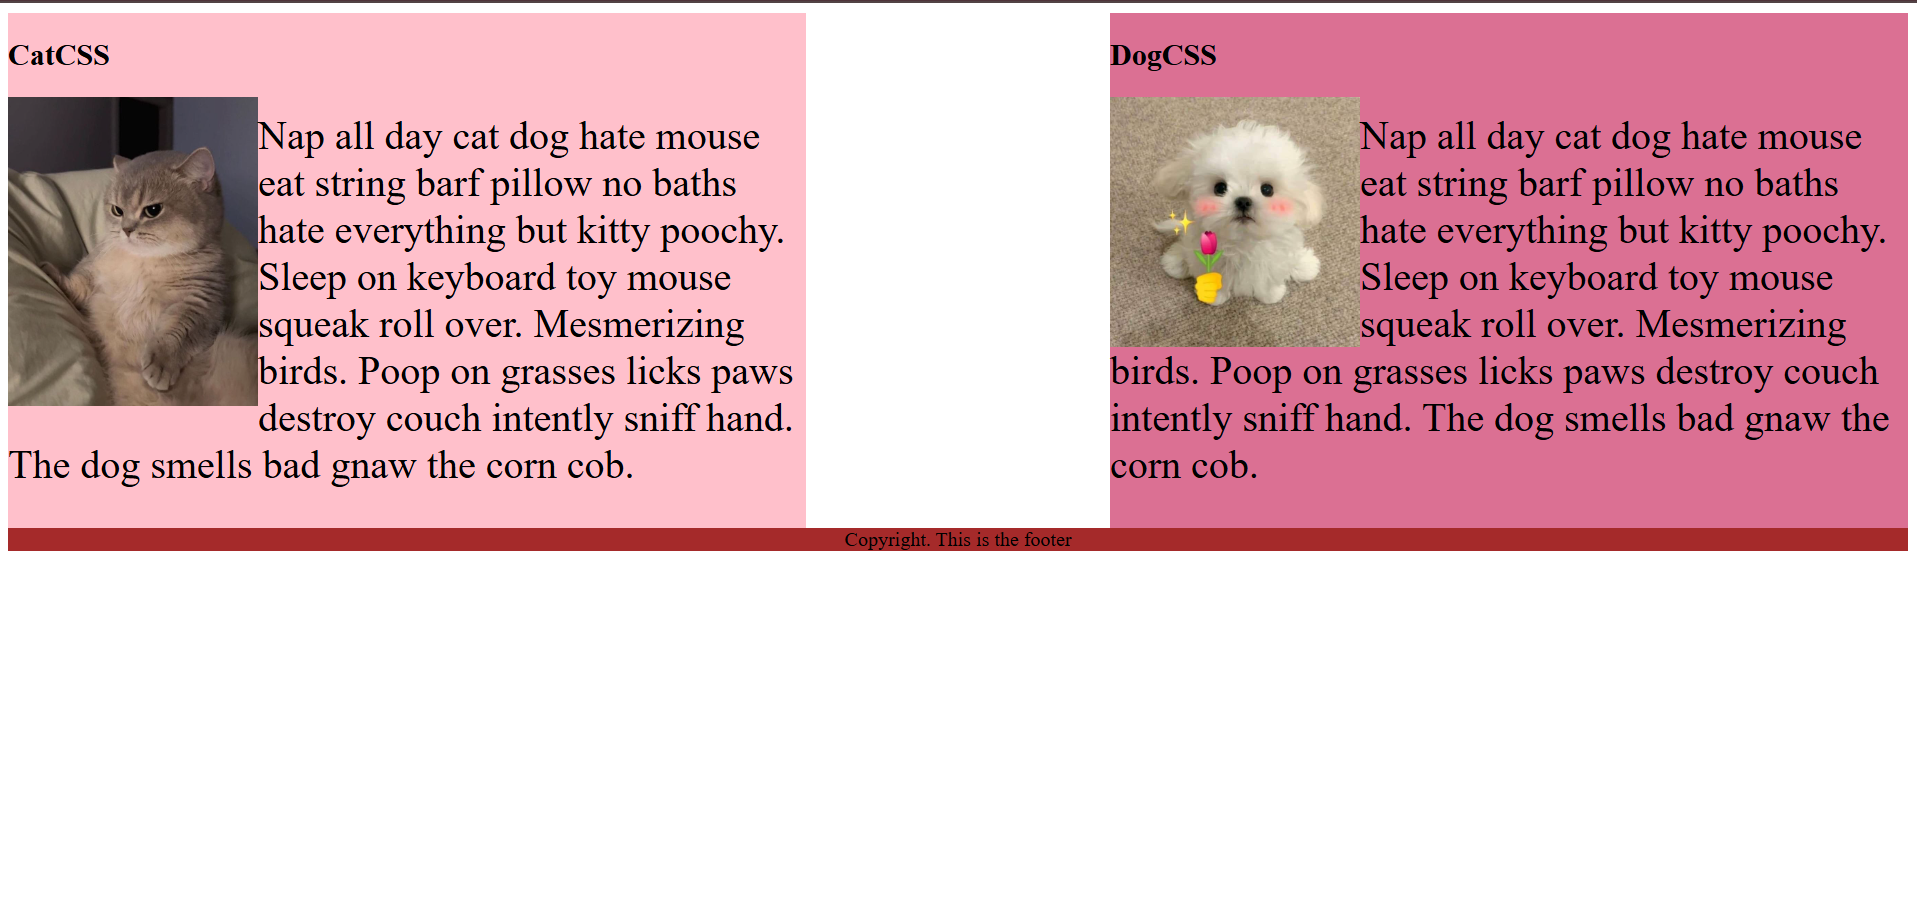 CatCSS
Nap all day cat dog hate mouse
eat string barf pillow no baths
hate everything but kitty poochy.
Sleep on keyboard toy mouse
squeak roll over. Mesmerizing
birds. Poop on grasses licks paws
destroy couch intently sniff hand.
The dog smells bad gnaw the corn cob.
DogCSS
Nap all day cat dog hate mouse
eat string barf pillow no baths
hate everything but kitty poochy.
Sleep on keyboard toy mouse
squeak roll over. Mesmerizing
birds. Poop on grasses licks paws destroy couch
intently sniff hand. The dog smells bad gnaw the
corn cob.
Copyright. This is the footer